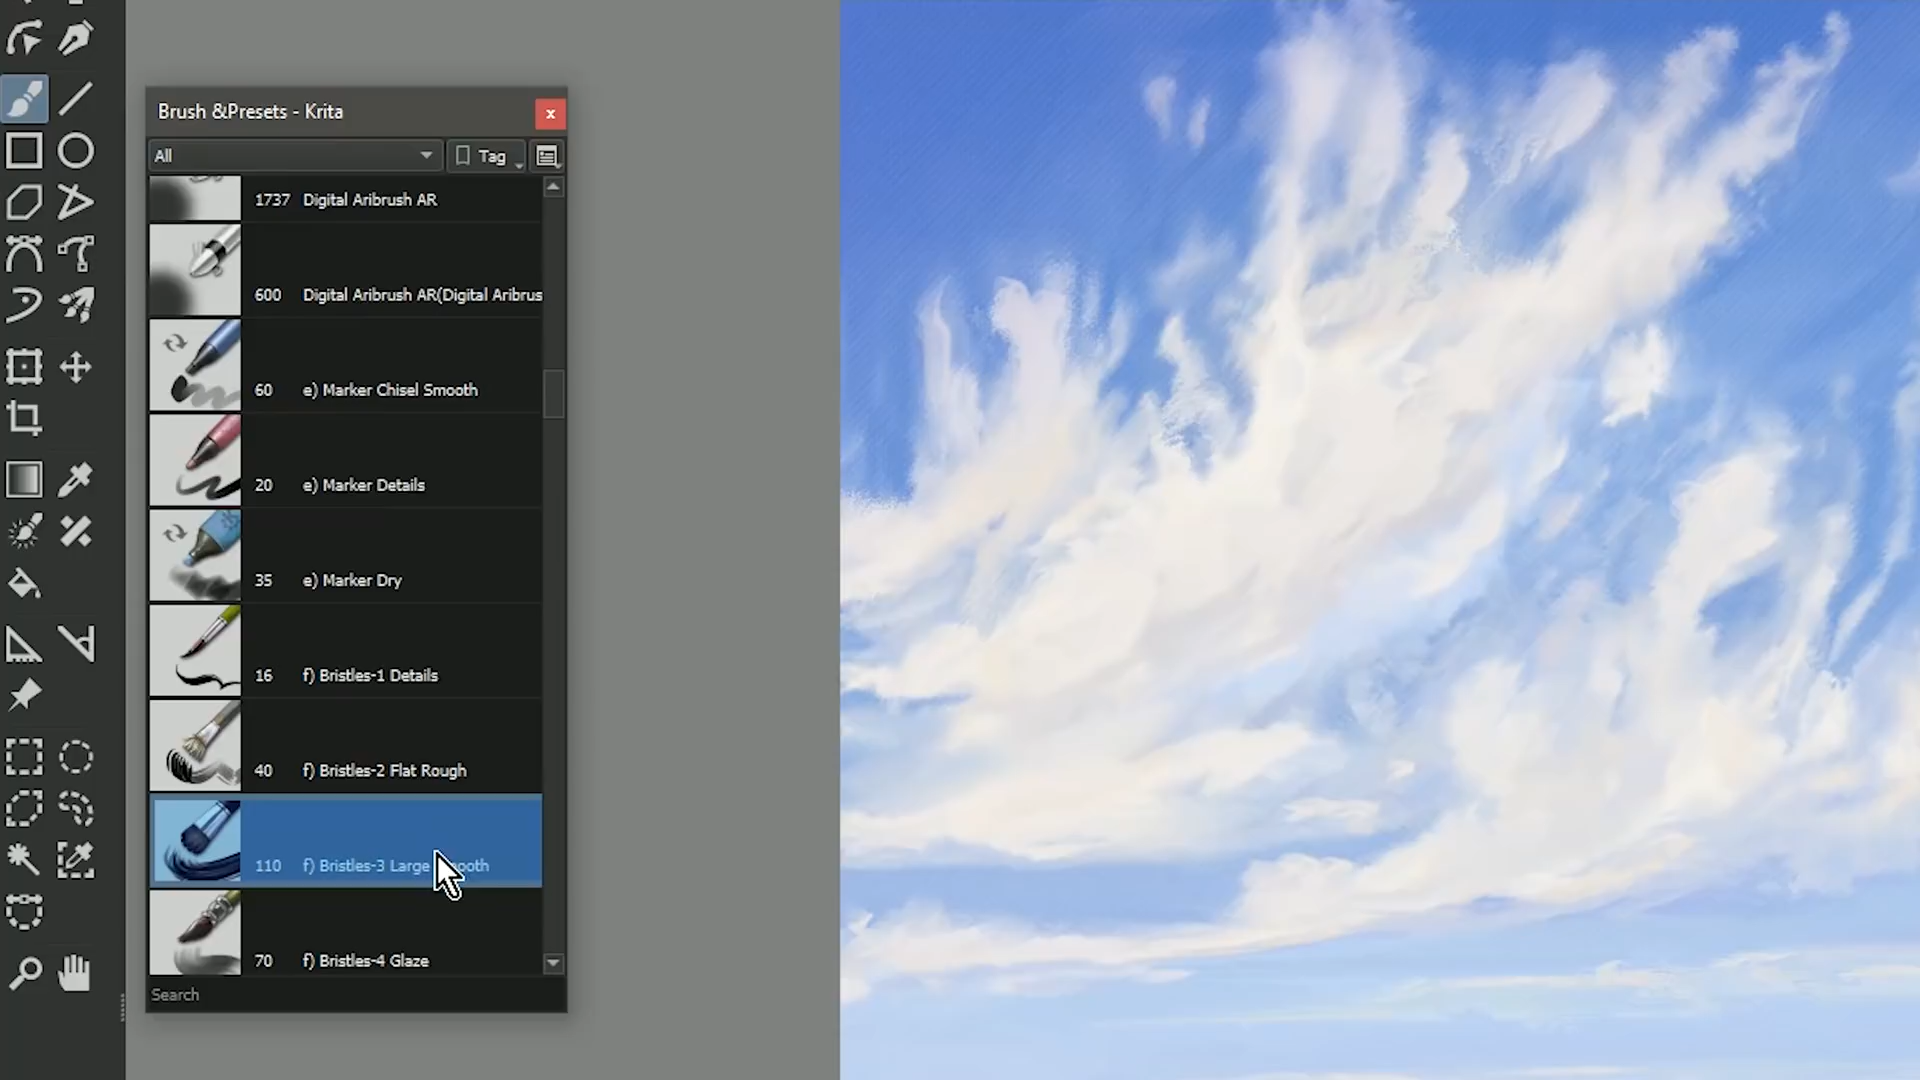 Brush &Presets - Krita
x
All
Tag
1737 Digital Aribrush AR
600 Digital Aribrush AR(Digital Aribrus
60 e) Marker Chisel Smooth
20 e) Marker Details
35 e) Marker Dry
16 f) Bristles-1 Details
40 f) Bristles-2 Flat Rough
110 f) Bristles-3 Large
70 f) Bristles-4 Glaze
Search